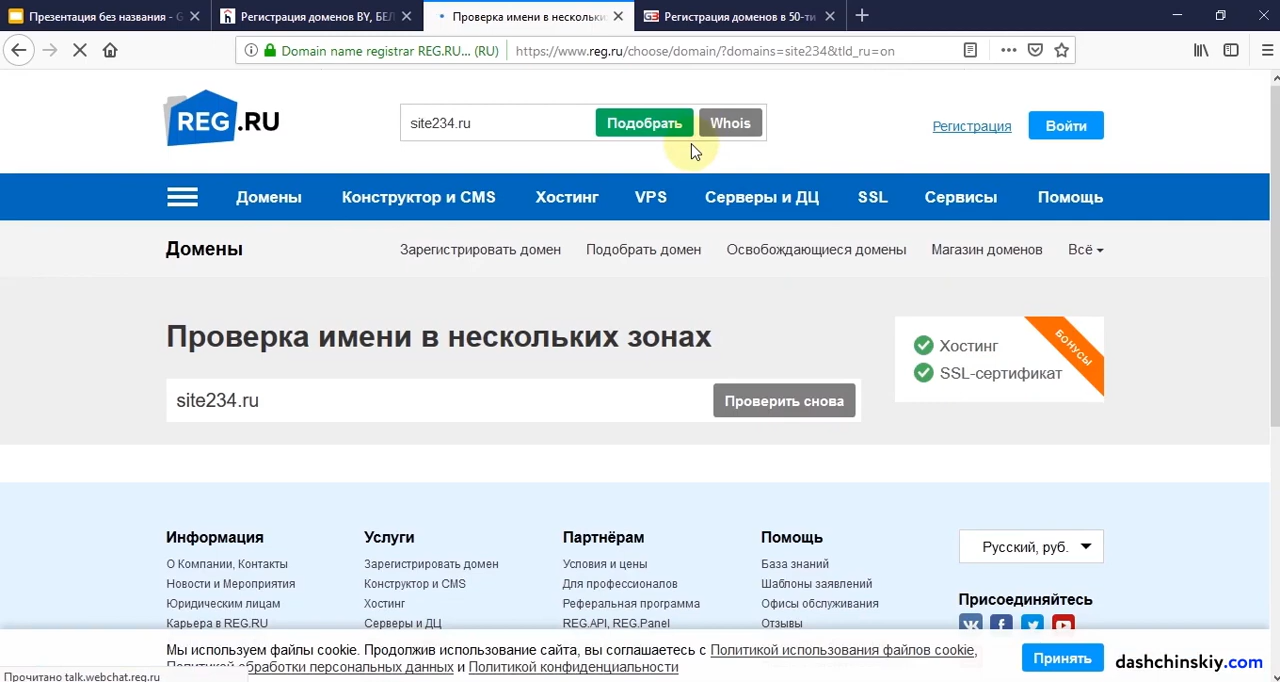 Презентация без названия - G
Регистрация доменов BY, БЕЛ
Проверка имени в нескольких
Регистрация доменов в 50-ти
Domain name registrar REG.RU... (RU)
https://www.reg.ru/choose/domain/?domains=site234&tld_ru=on
REG.RU
site234.ru
Подобрать
Whois
Регистрация
Войти
Домены
Конструктор и CMS
Хостинг
VPS
Серверы и ДЦ
SSL
Сервисы
Помощь
Домены
Зарегистрировать домен
Подобрать домен
Освобождающиеся домены
Магазин доменов
Всё
Проверка имени в нескольких зонах
site234.ru
Проверить снова
Хостинг
SSL-сертификат
БОНУСЫ
Информация
О Компании, Контакты
Новости и Мероприятия
Юридическим лицам
Карьера в REG.RU
Услуги
Зарегистрировать домен
Конструктор и CMS
Хостинг
Серверы и ДЦ
Партнёрам
Условия и цены
Для профессионалов
Реферальная программа
REG.API, REG.Panel
Помощь
База знаний
Шаблоны заявлений
Офисы обслуживания
Отзывы
Русский, руб.
Присоединяйтесь
Мы используем файлы cookie. Продолжив использование сайта, вы соглашаетесь с Политикой использования файлов cookie,
Политикой обработки персональных данных и Политикой конфиденциальности
Принять
dashchinskiy.com
Прочитано talk.webchat.reg.ru